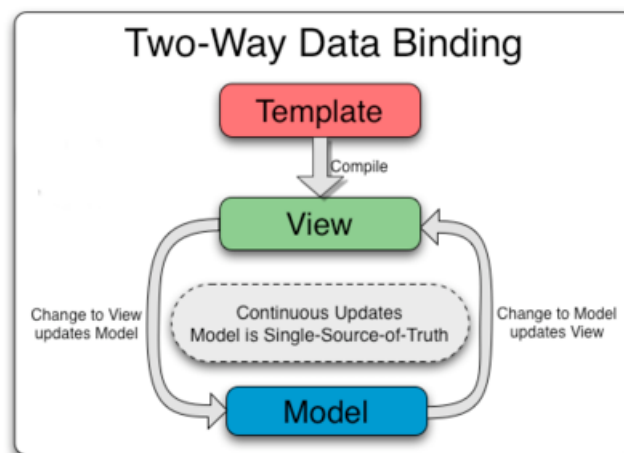 Two-Way Data Binding
Template
Compile
View
Change to View
updates Model
Continuous Updates
Model is Single-Source-of-Truth
Change to Model
updates View
Model